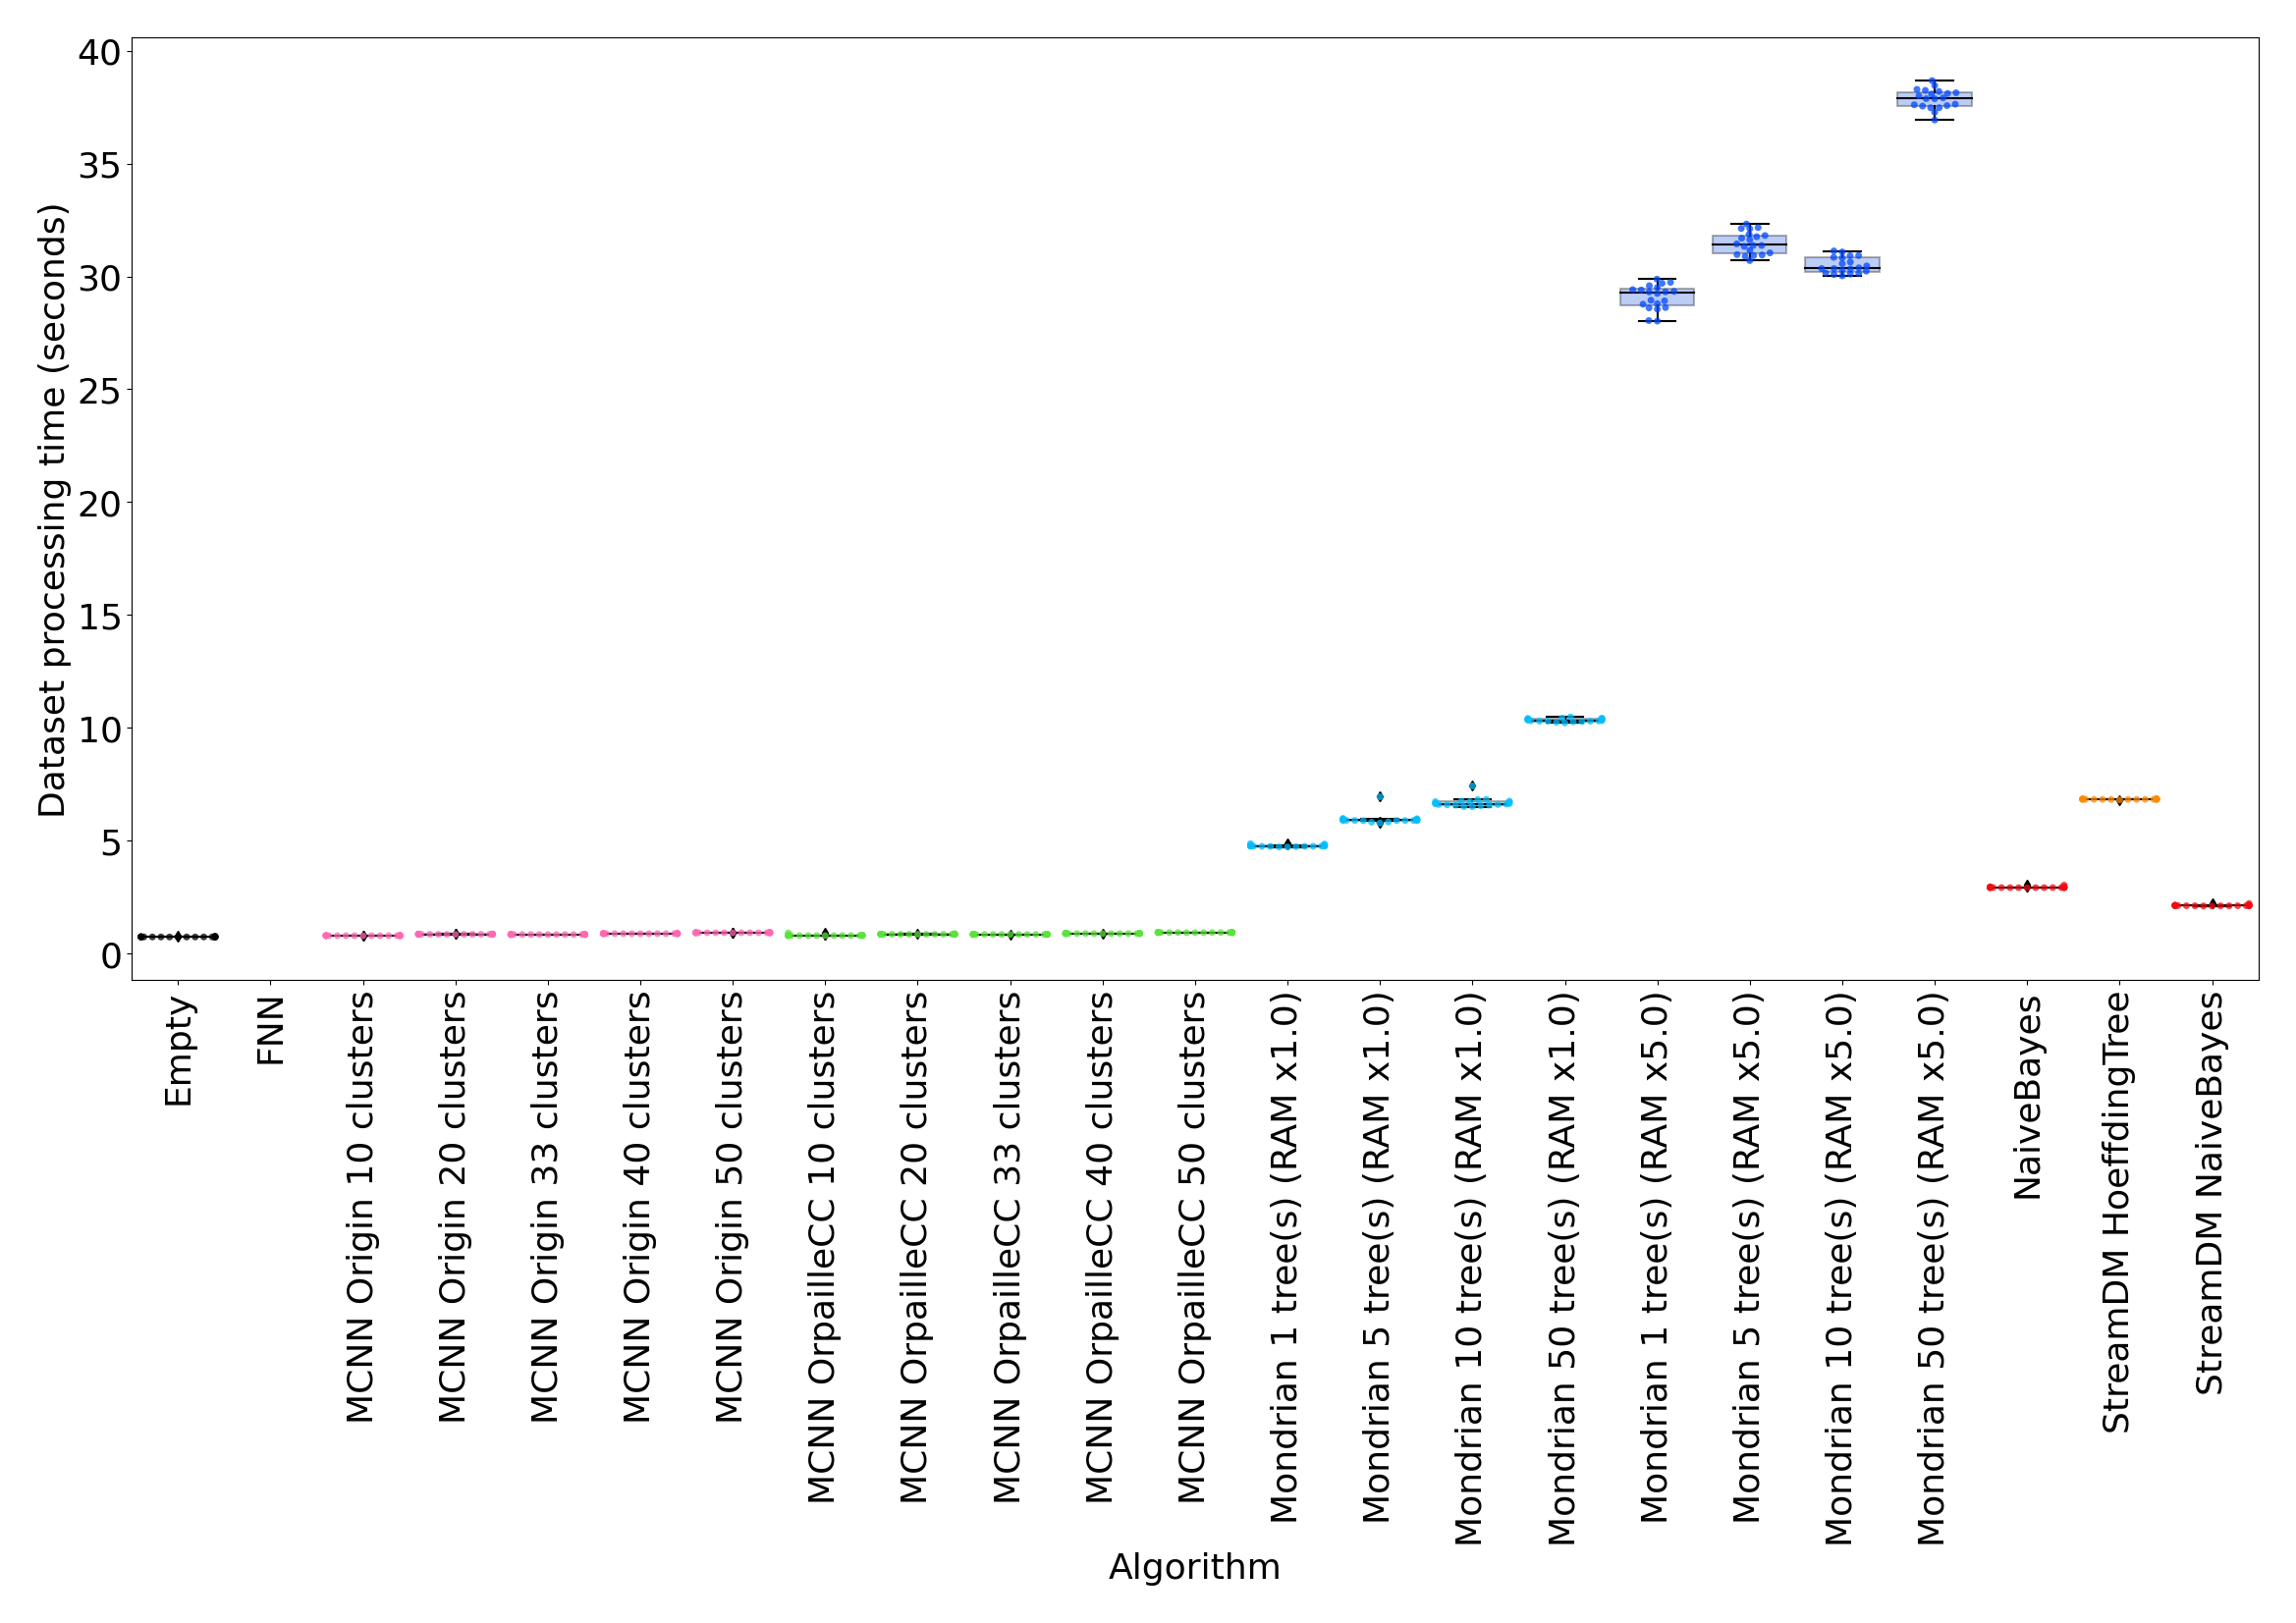 Dataset processing time (seconds)
40
35
30
25
20
15
10
5
0
Empty
FNN
MCNN Origin 10 clusters
MCNN Origin 20 clusters
MCNN Origin 33 clusters
MCNN Origin 40 clusters
MCNN Origin 50 clusters
MCNN OrpailleCC 10 clusters
MCNN OrpailleCC 20 clusters
MCNN OrpailleCC 33 clusters
MCNN OrpailleCC 40 clusters
MCNN OrpailleCC 50 clusters
Mondrian 1 tree(s) (RAM x1.0)
Mondrian 5 tree(s) (RAM x1.0)
Mondrian 10 tree(s) (RAM x1.0)
Mondrian 50 tree(s) (RAM x1.0)
Mondrian 1 tree(s) (RAM x5.0)
Mondrian 5 tree(s) (RAM x5.0)
Mondrian 10 tree(s) (RAM x5.0)
Mondrian 50 tree(s) (RAM x5.0)
NaiveBayes
StreamDM HoeffdingTree
StreamDM NaiveBayes
Algorithm